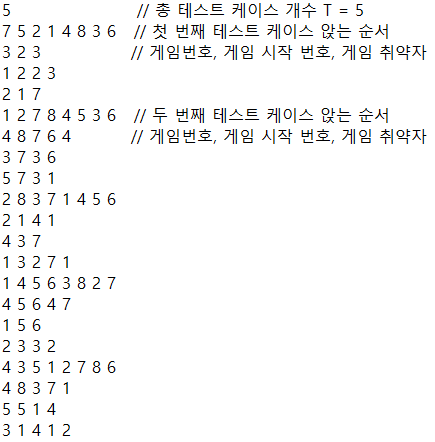 5 // 총 테스트 케이스 개수 T = 5
7 5 2 1 4 8 3 6 // 첫 번째 테스트 케이스 앉는 순서
3 2 3 // 게임번호, 게임 시작 번호, 게임 취약자
1 2 2 3
2 1 7
1 2 7 8 4 5 3 6 // 두 번째 테스트 케이스 앉는 순서
4 8 7 6 4 // 게임번호, 게임 시작 번호, 게임 취약자
3 7 3 6
5 7 3 1
2 8 3 7 1 4 5 6
2 1 4 1
4 3 7
1 3 2 7 1
1 4 5 6 3 8 2 7
4 5 6 4 7
1 5 6
2 3 3 2
4 3 5 1 2 7 8 6
4 8 3 7 1
5 5 1 4
3 1 4 1 2